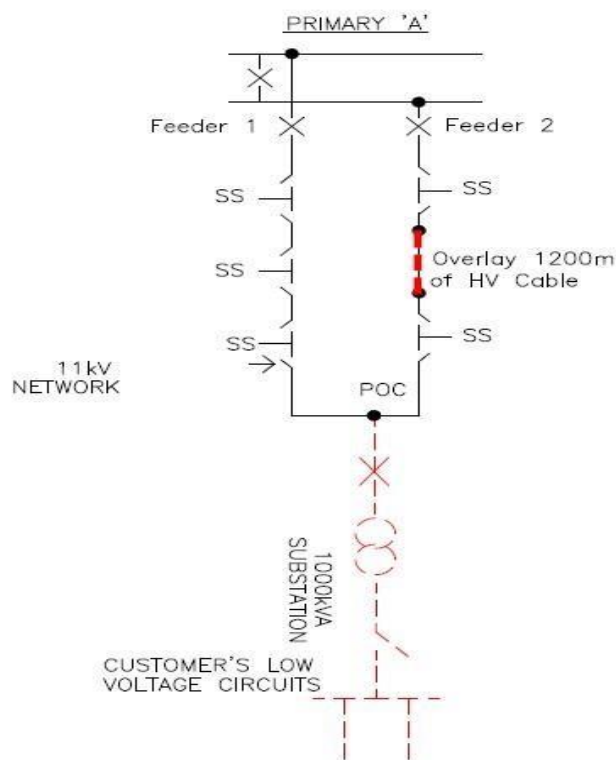 PRIMARY 'A'
Feeder 1
Feeder 2
SS
SS
SS
Overlay 1200m
of HV Cable
SS
SS
11kV
NETWORK
POC
1000kVA
SUBSTATION
CUSTOMER'S LOW
VOLTAGE CIRCUITS